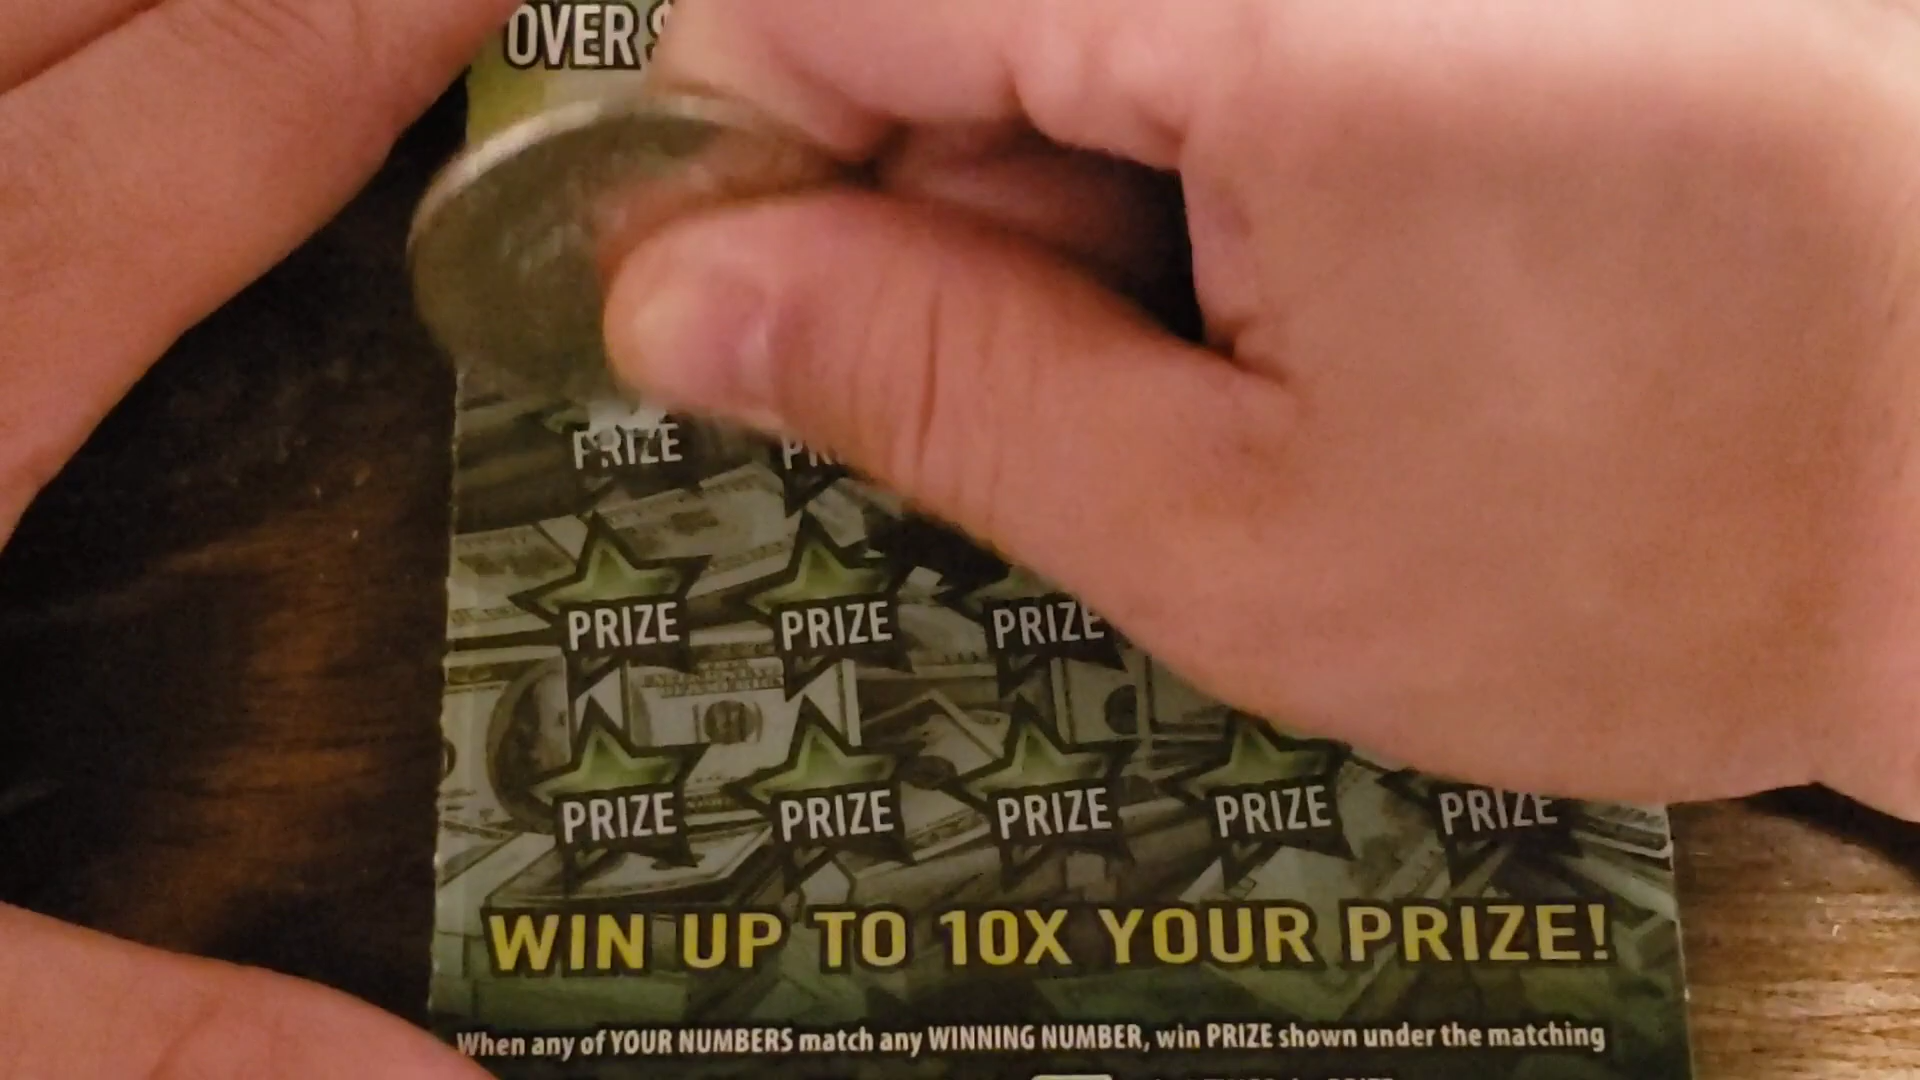 OVER $
PRIZE
PRIZE PRIZE PRIZE
PRIZE PRIZE PRIZE PRIZE PRIZE
WIN UP TO 10X YOUR PRIZE!
When any of YOUR NUMBERS match any WINNING NUMBER, win PRIZE shown under the matching